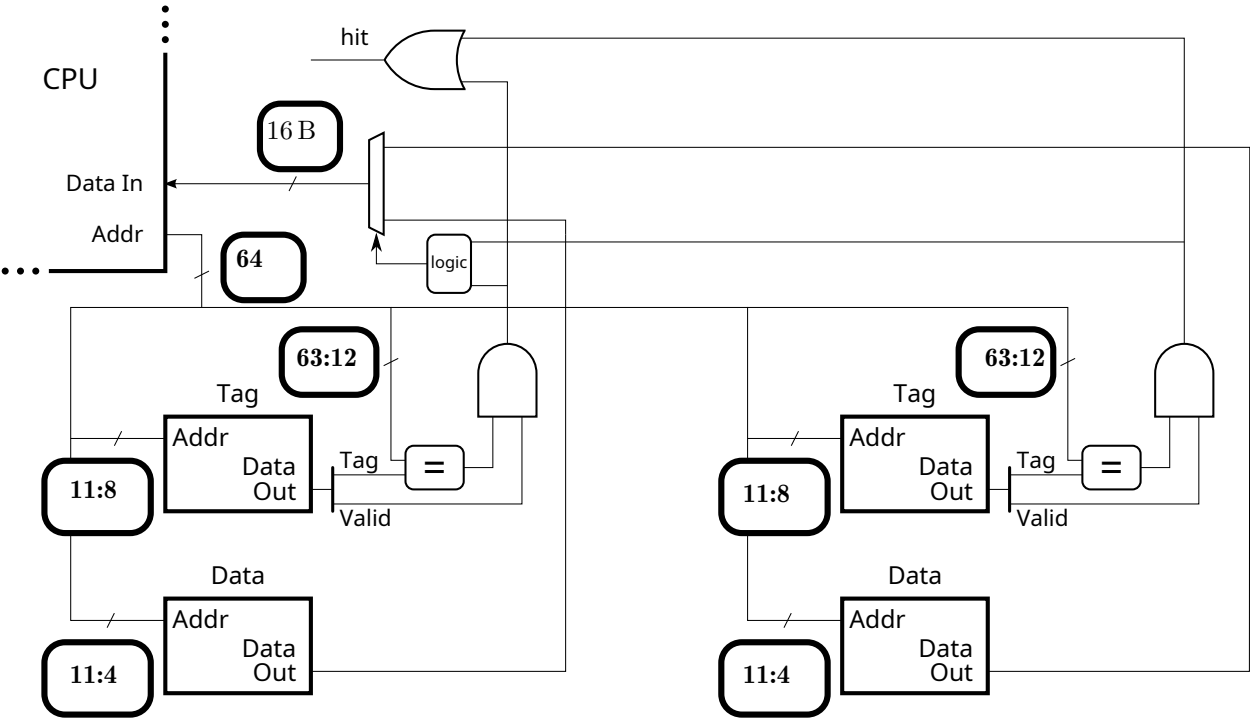 hit
CPU
16 B
Data In
Addr
64
logic
63:12
63:12
Tag
Tag
Addr
Data
Out
Tag
=
Valid
Addr
Data
Out
Tag
=
Valid
11:8
11:8
Data
Data
Addr
Data
Out
Addr
Data
Out
11:4
11:4